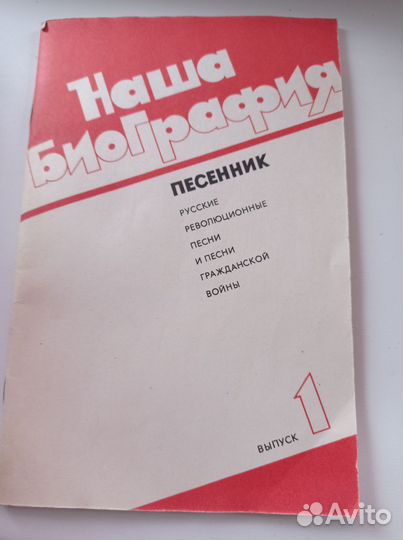 Наша
биография
ПЕСЕННИК
РУССКИЕ
РЕВОЛЮЦИОННЫЕ
ПЕСНИ
И ПЕСНИ
ГРАЖДАНСКОЙ
ВОЙНЫ
ВЫПУСК 1
Avito